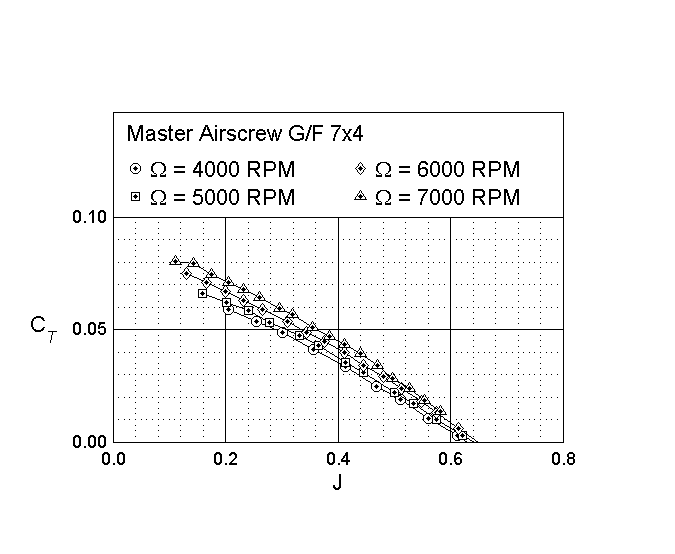 Master Airscrew G/F 7x4
Ω = 4000 RPM Ω = 6000 RPM
Ω = 5000 RPM Ω = 7000 RPM
0.10
0.05
C_T
0.00
0.0 0.2 0.4 0.6 0.8
J